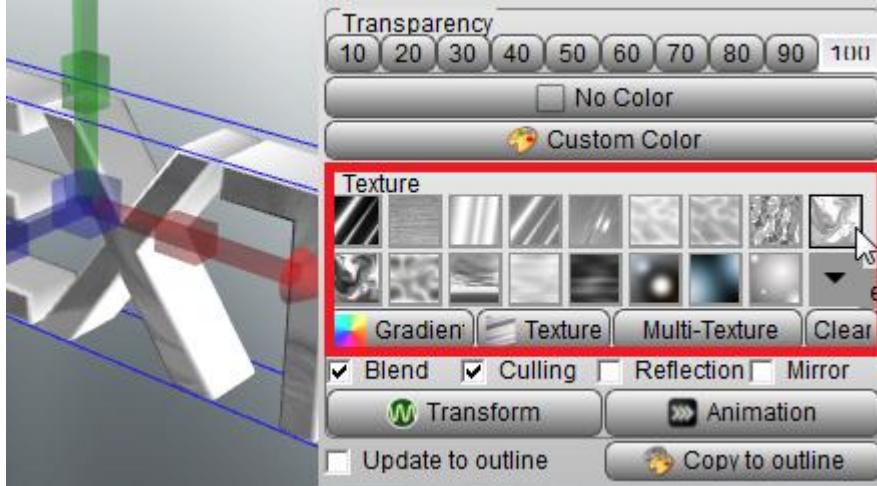 Transparency
10 20 30 40 50 60 70 80 90 100
No Color
Custom Color
Texture
Gradien Texture Multi-Texture Clear
Blend Culling Reflection Mirror
Transform Animation
Update to outline Copy to outline